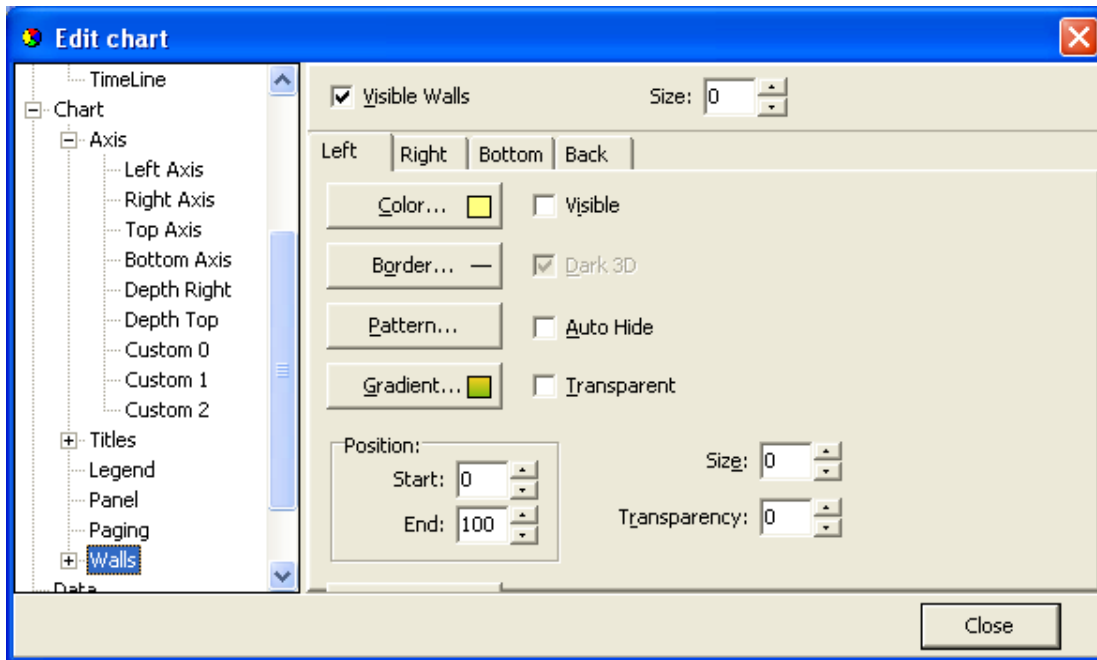 Edit chart
TimeLine
Chart
Axis
Left Axis
Right Axis
Top Axis
Bottom Axis
Depth Right
Depth Top
Custom 0
Custom 1
Custom 2
Titles
Legend
Panel
Paging
Walls
Data
Visible Walls Size: 0
Left Right Bottom Back
Color... Visible
Border... Dark 3D
Pattern... Auto Hide
Gradient... Transparent
Position:
Start: 0 Size: 0
End: 100 Transparency: 0
Close